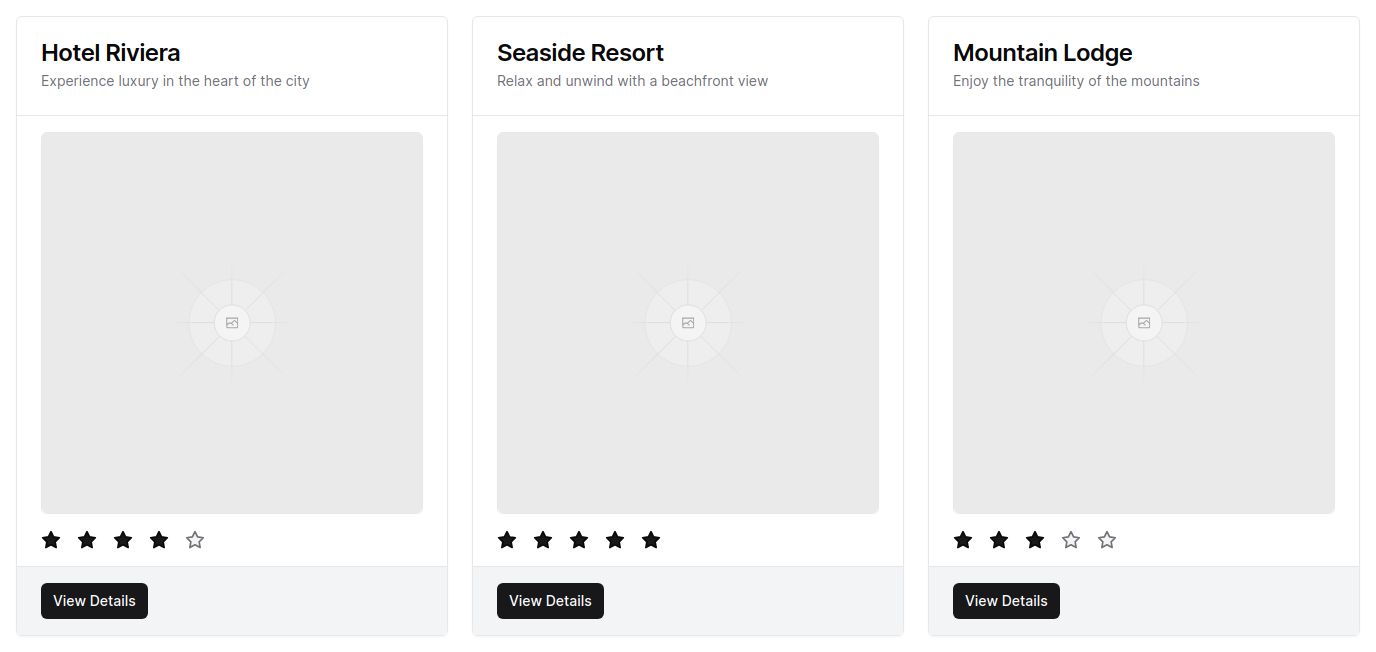 Hotel Riviera
Experience luxury in the heart of the city
Seaside Resort
Relax and unwind with a beachfront view
Mountain Lodge
Enjoy the tranquility of the mountains
View Details
View Details
View Details